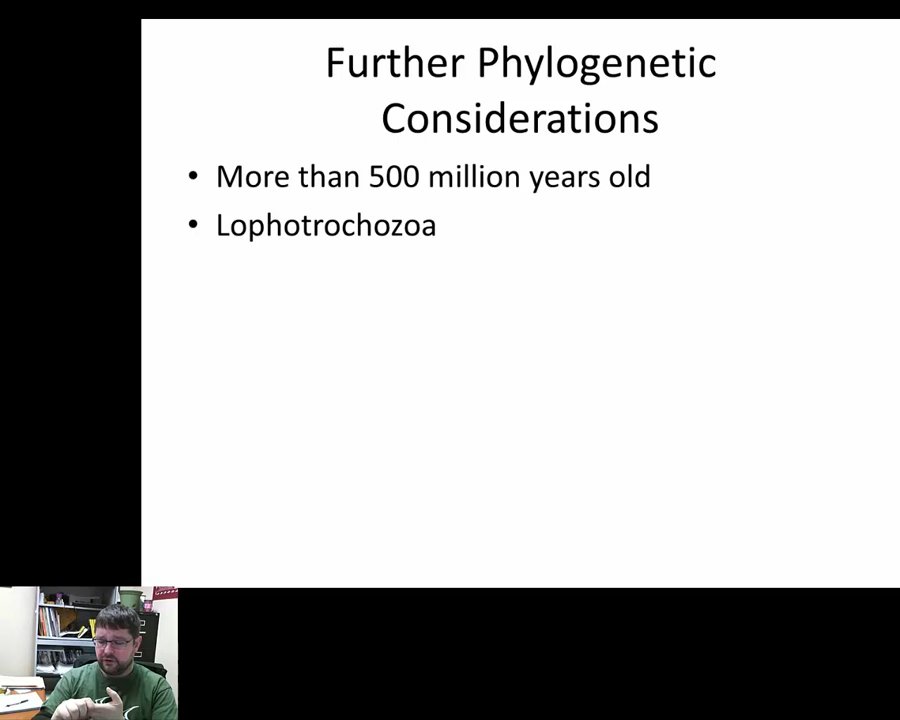 Further Phylogenetic
Considerations
• More than 500 million years old
• Lophotrochozoa